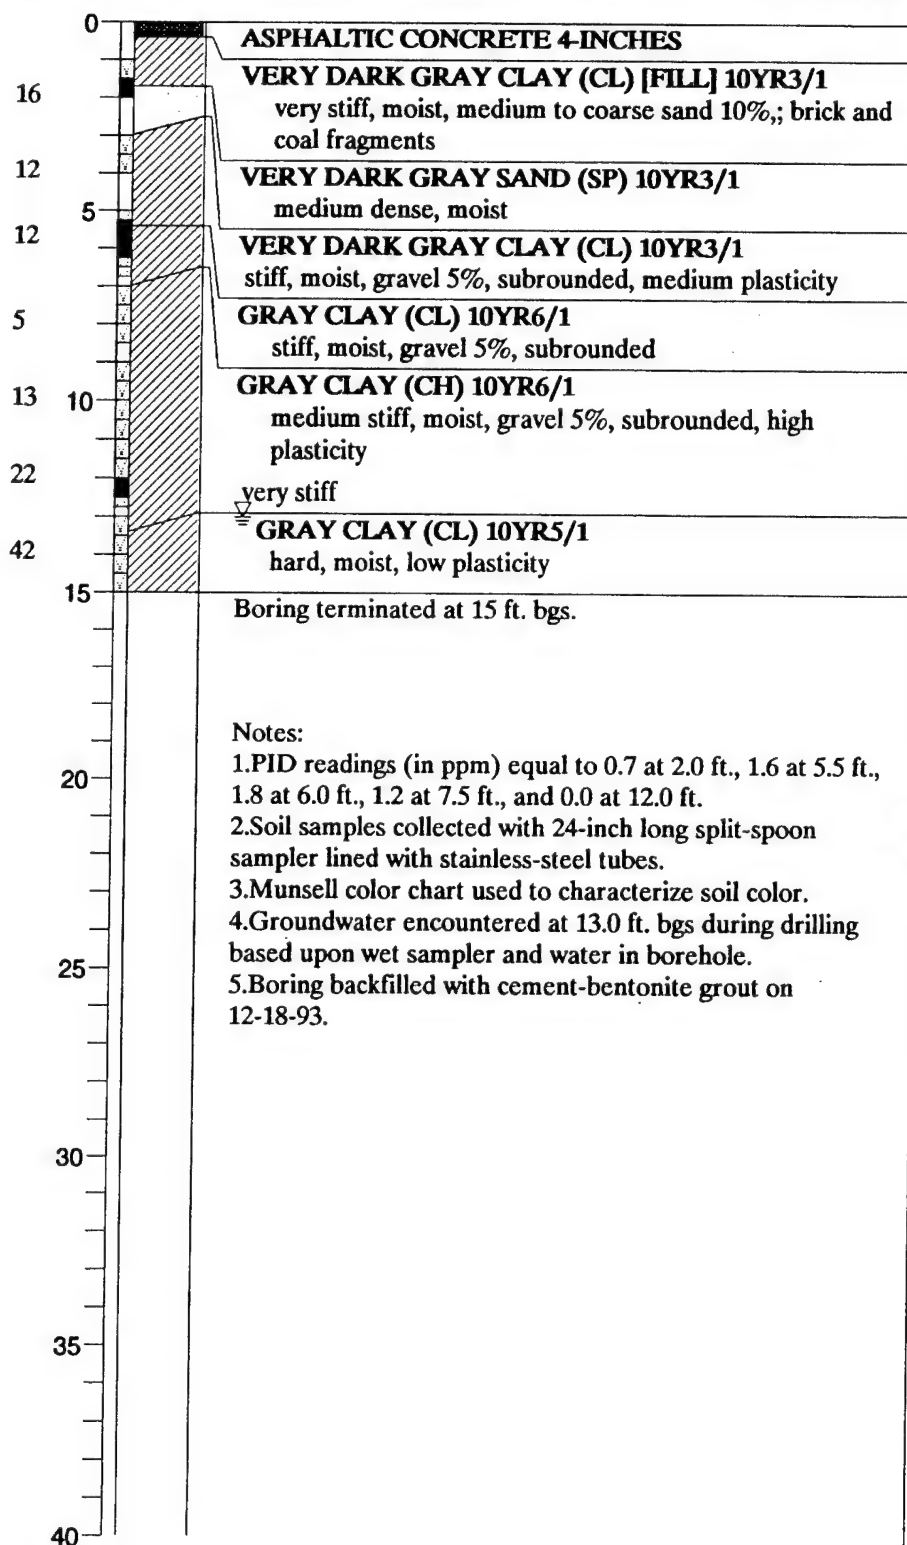 0
ASPHALTIC CONCRETE 4-INCHES
VERY DARK GRAY CLAY (CL) [FILL] 10YR3/1
16
very stiff, moist, medium to coarse sand 10%,; brick and
coal fragments
12
VERY DARK GRAY SAND (SP) 10YR3/1
5
medium dense, moist
12
VERY DARK GRAY CLAY (CL) 10YR3/1
stiff, moist, gravel 5%, subrounded, medium plasticity
5
GRAY CLAY (CL) 10YR6/1
stiff, moist, gravel 5%, subrounded
13
10
GRAY CLAY (CH) 10YR6/1
medium stiff, moist, gravel 5%, subrounded, high
plasticity
22
very stiff
GRAY CLAY (CL) 10YR5/1
42
hard, moist, low plasticity
15
Boring terminated at 15 ft. bgs.
Notes:
1.PID readings (in ppm) equal to 0.7 at 2.0 ft., 1.6 at 5.5 ft.,
20
1.8 at 6.0 ft., 1.2 at 7.5 ft., and 0.0 at 12.0 ft.
2.Soil samples collected with 24-inch long split-spoon
sampler lined with stainless-steel tubes.
3.Munsell color chart used to characterize soil color.
4.Groundwater encountered at 13.0 ft. bgs during drilling
based upon wet sampler and water in borehole.
25
5.Boring backfilled with cement-bentonite grout on
12-18-93.
30
35
40